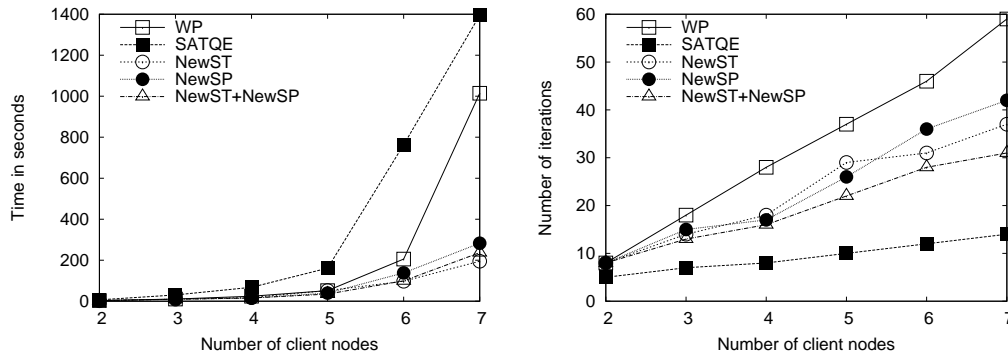 1400
1200
1000
800
600
400
200
0
2 3 4 5 6 7
Time in seconds
Number of client nodes
WP
SATQE
NewST
NewSP
NewST+NewSP
60
50
40
30
20
10
0
2 3 4 5 6 7
Number of iterations
Number of client nodes
WP
SATQE
NewST
NewSP
NewST+NewSP